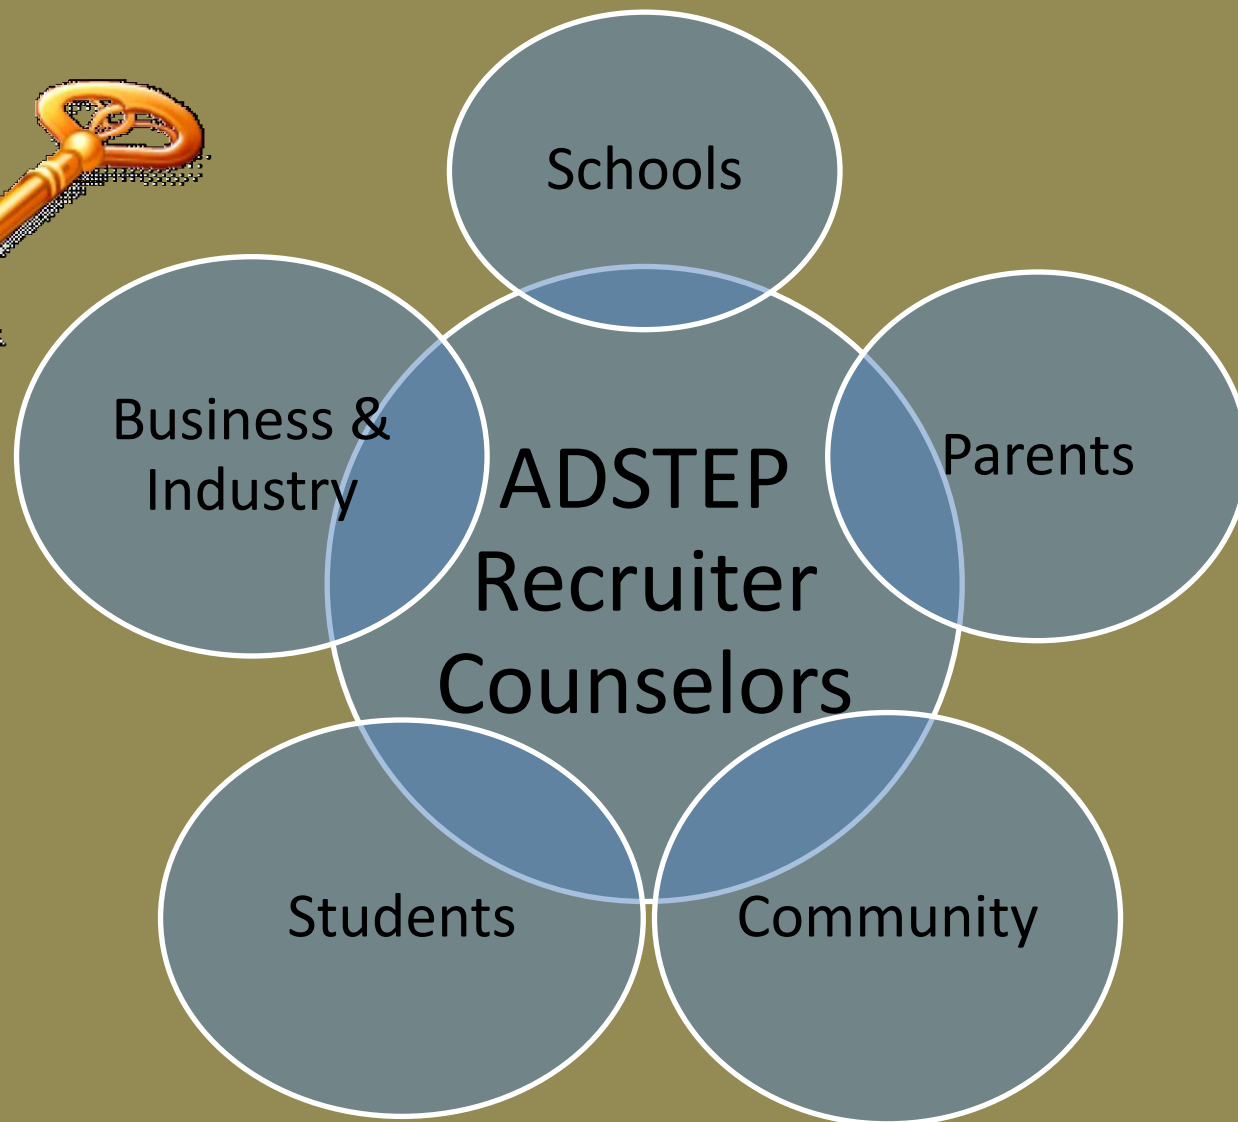 Schools
Business &
Industry
ADSTEP
Recruiter
Counselors
Parents
Students
Community